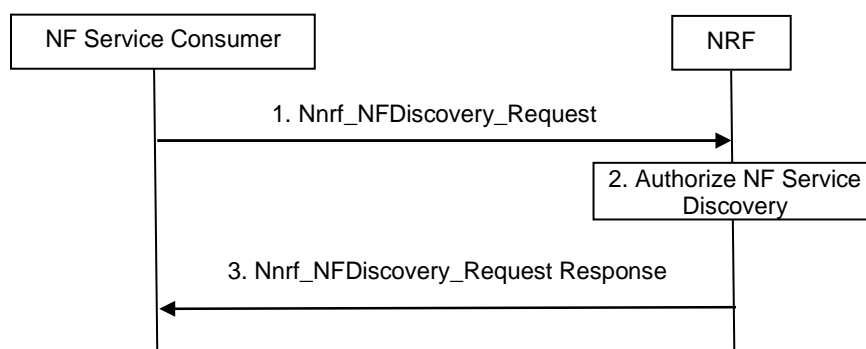 NF Service Consumer
NRF
1. Nnrf_NFDiscovery_Request
2. Authorize NF Service
Discovery
3. Nnrf_NFDiscovery_Request Response